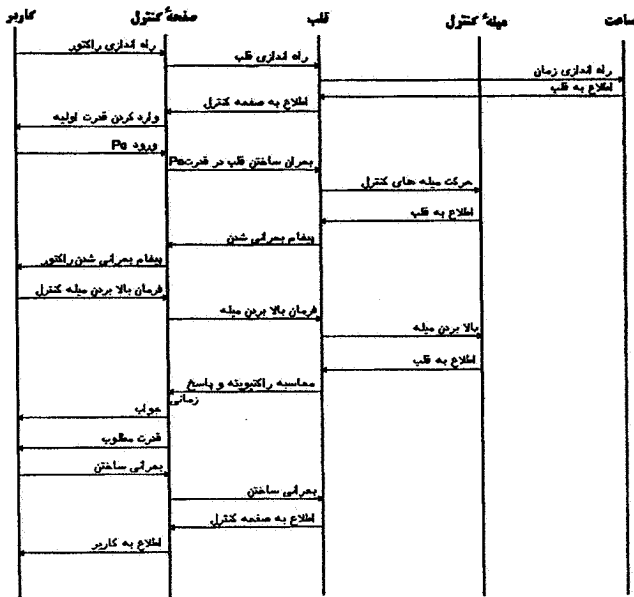 کاربر
صفحهٔ کنترل
قلب
میلهٔ کنترل
ساعت
راه اندازی راکتور
راه اندازی قلب
راه اندازی زمان
اطلاع به قلب
اطلاع به صفحه کنترل
وارد کردن قدرت اولیه
ورود Po
بحران ساختن قلب در قدرتPo
حرکت میله های کنترل
اطلاع به قلب
پیغام بحرانی شدن
پیغام بحرانی شدن راکتور
فرمان بالا بردن میله کنترل
فرمان بالا بردن میله
بالا بردن میله
اطلاع به قلب
محاسبه راکتیویته و پاسخ
زمانی
جواب
قدرت مطلوب
بحرانی ساختن
بحرانی ساختن
اطلاع به صفحه کنترل
اطلاع به کاربر